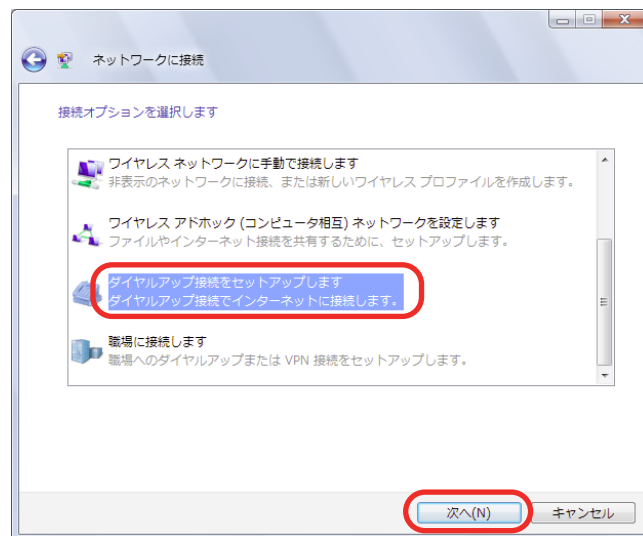 ネットワークに接続
接続オプションを選択します
ワイヤレス ネットワークに手動で接続します
非表示のネットワークに接続、または新しいワイヤレス プロファイルを作成します。
ワイヤレス アドホック (コンピュータ相互) ネットワークを設定します
ファイルやインターネット接続を共有するために、セットアップします。
ダイヤルアップ接続をセットアップします
ダイヤルアップ接続でインターネットに接続します。
職場に接続します
職場へのダイヤルアップまたは VPN 接続をセットアップします。
次へ(N) キャンセル